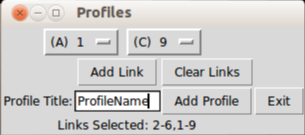 Profiles
(A) 1 (C) 9
Add Link Clear Links
Profile Title: ProfileName Add Profile Exit
Links Selected: 2-6,1-9